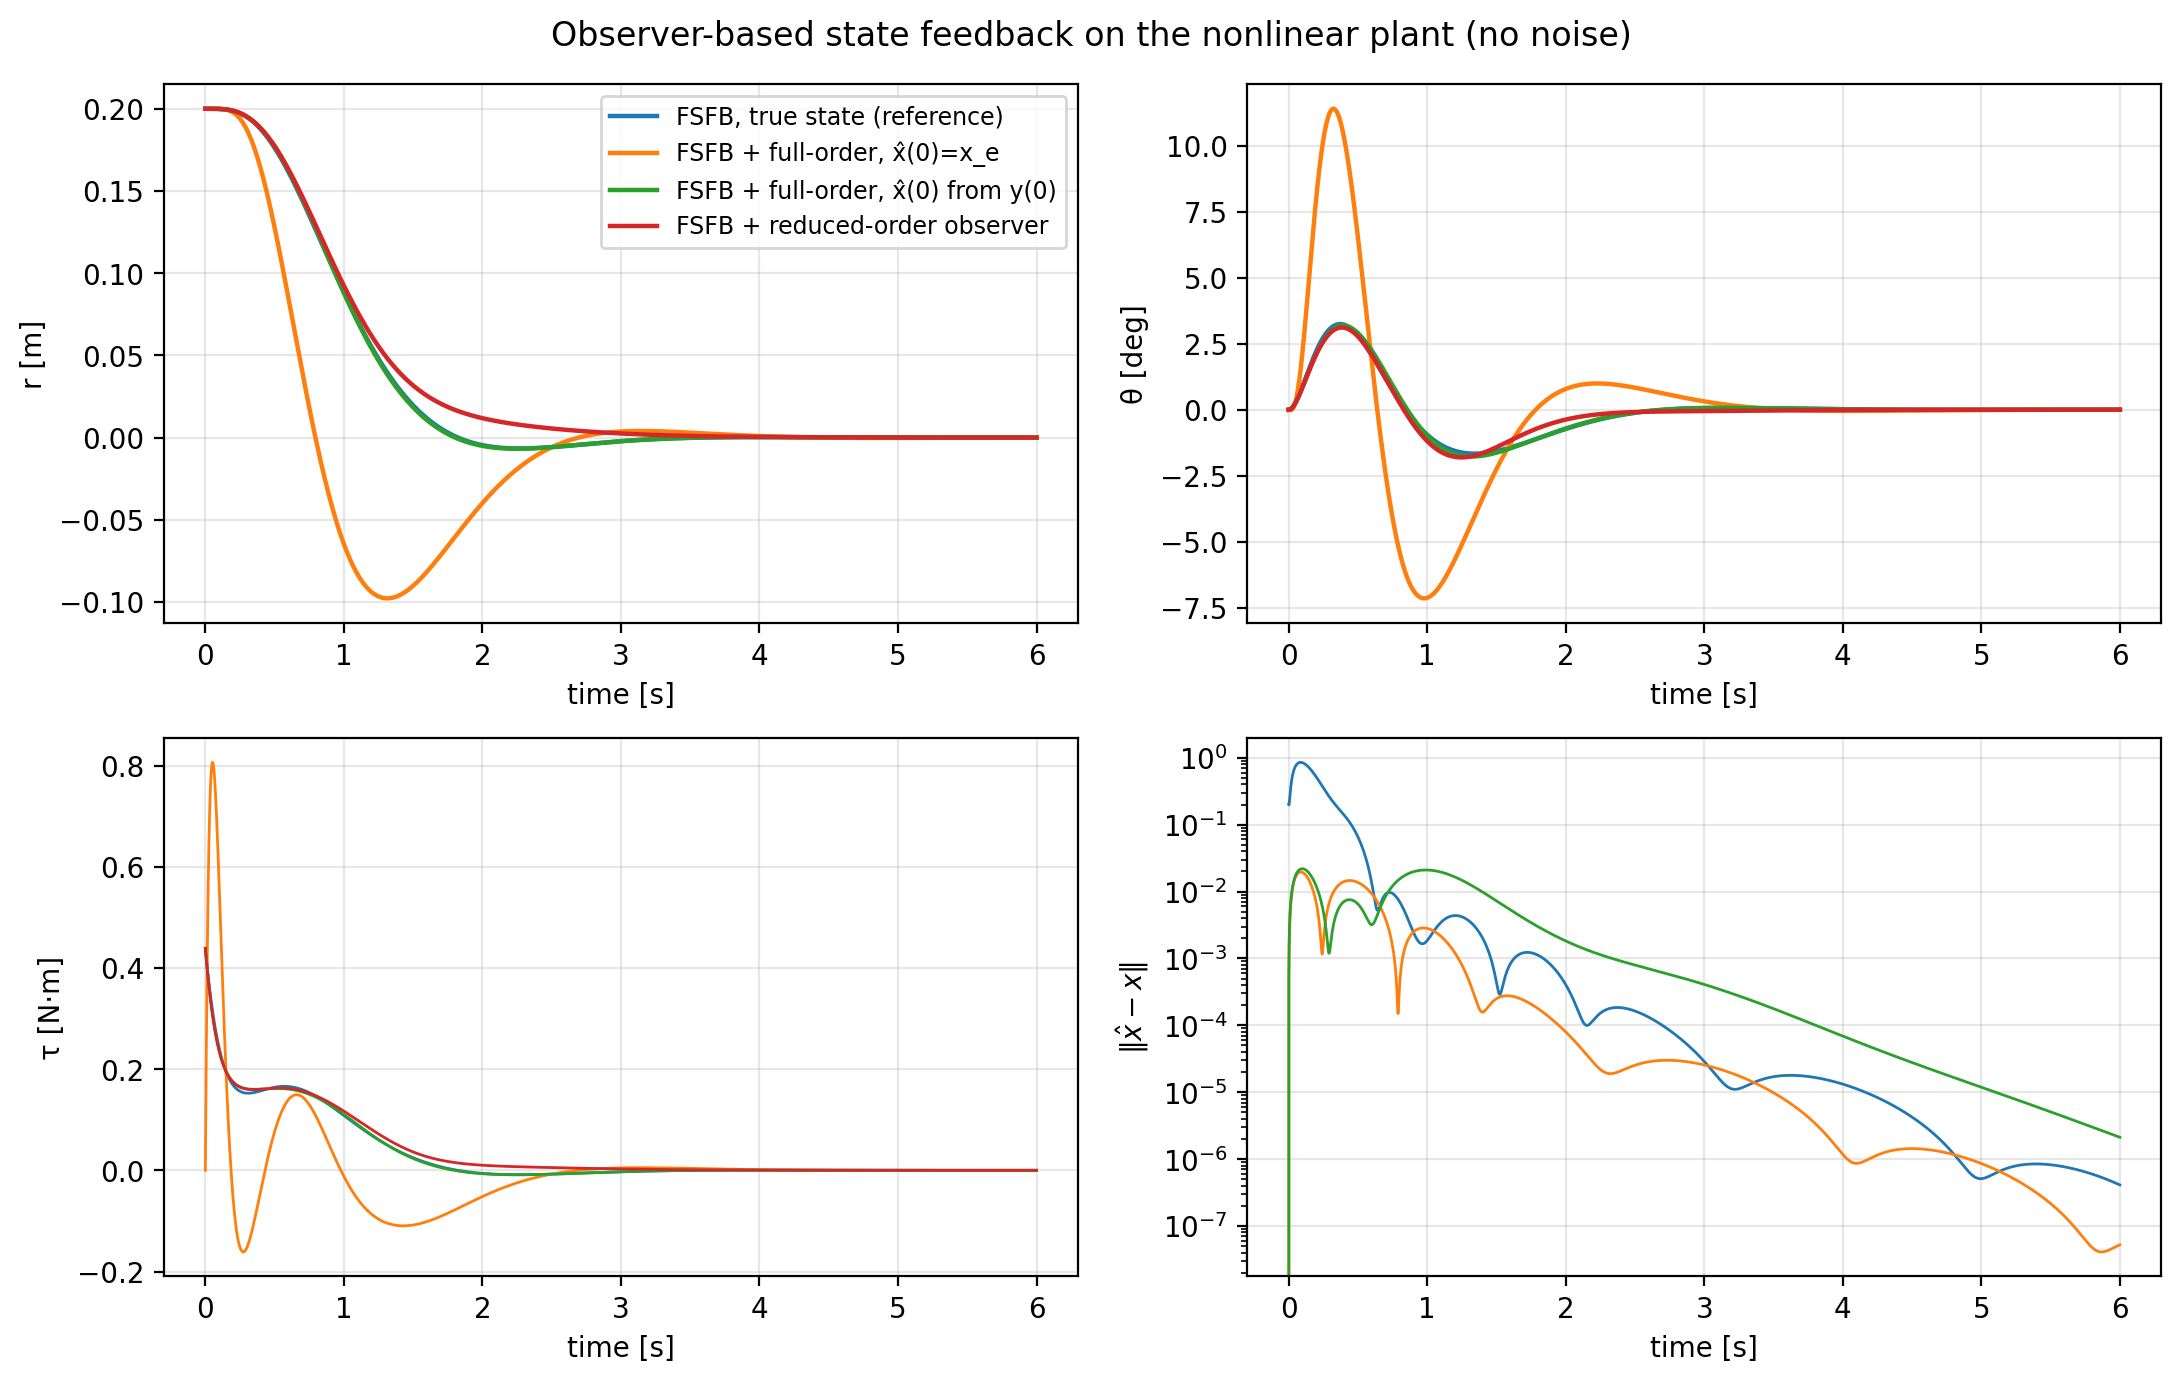 Observer-based state feedback on the nonlinear plant (no noise)
0.20
0.15
0.10
0.05
0.00
−0.05
−0.10
r [m]
FSFB, true state (reference)
FSFB + full-order, x̂(0)=x_e
FSFB + full-order, x̂(0) from y(0)
FSFB + reduced-order observer
0 1 2 3 4 5 6
time [s]
10.0
7.5
5.0
2.5
0.0
−2.5
−5.0
−7.5
θ [deg]
0 1 2 3 4 5 6
time [s]
0.8
0.6
0.4
0.2
0.0
−0.2
τ [N·m]
0 1 2 3 4 5 6
time [s]
10⁰
10⁻¹
10⁻²
10⁻³
10⁻⁴
10⁻⁵
10⁻⁶
10⁻⁷
‖x̂ − x‖
0 1 2 3 4 5 6
time [s]